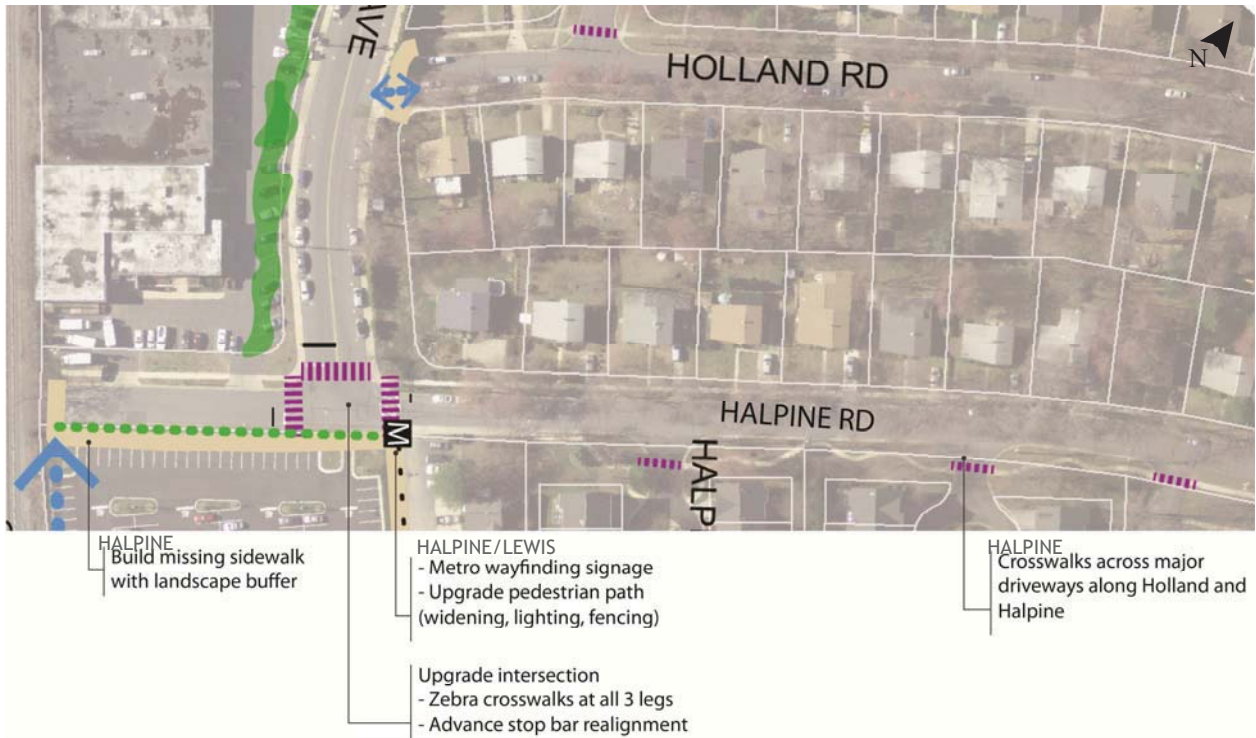 AVE
HOLLAND RD
N
HALPINE RD
M
HALP
HALPINE
Build missing sidewalk
with landscape buffer
HALPINE/LEWIS
- Metro wayfinding signage
- Upgrade pedestrian path
(widening, lighting, fencing)
HALPINE
Crosswalks across major
driveways along Holland and
Halpine
Upgrade intersection
- Zebra crosswalks at all 3 legs
- Advance stop bar realignment